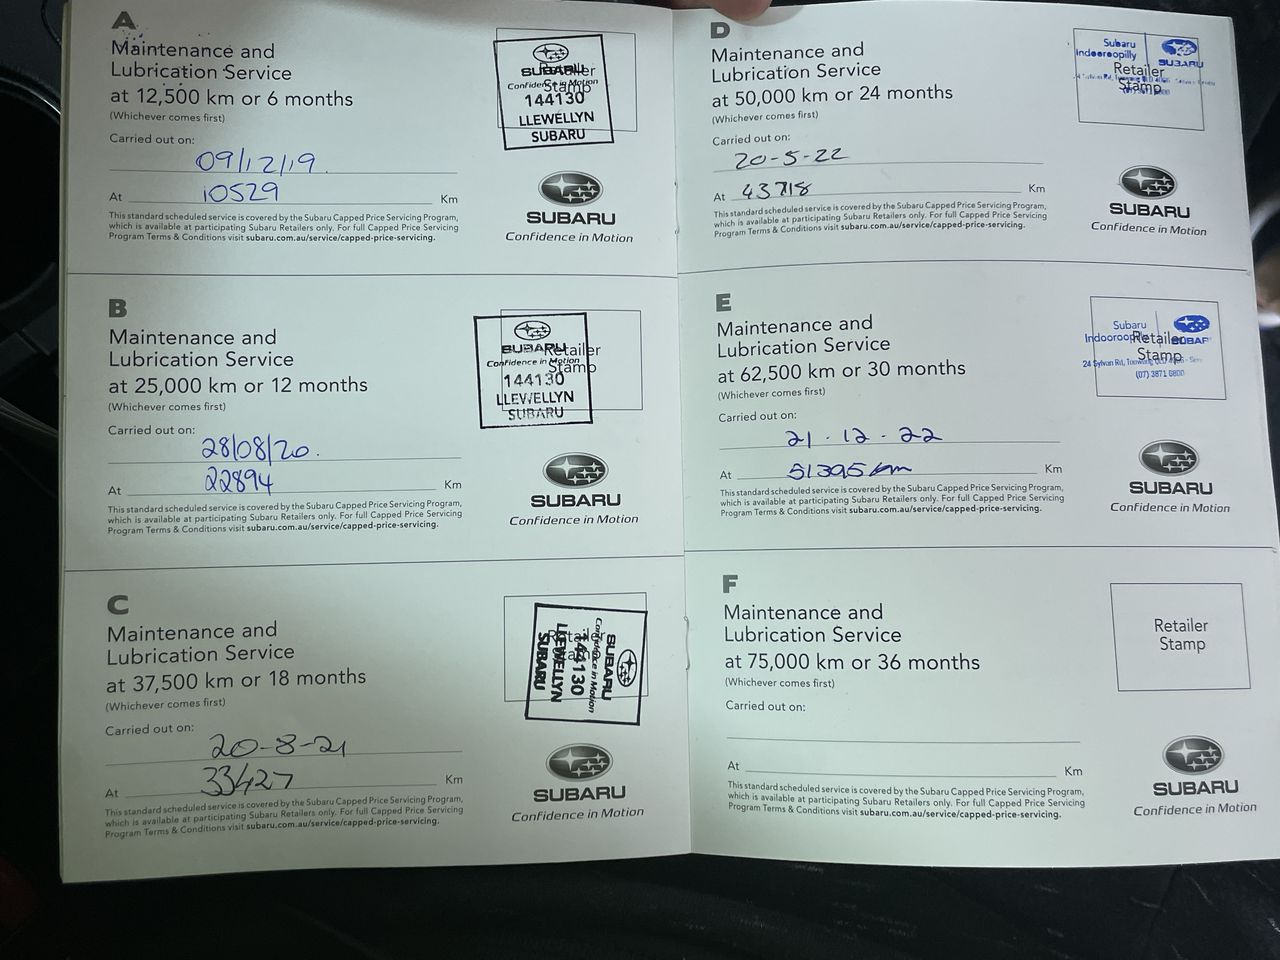 A
Maintenance and
Lubrication Service
at 12,500 km or 6 months
(Whichever comes first)
Carried out on:
09/12/19.
At 10529 Km
This standard scheduled service is covered by the Subaru Capped Price Servicing Program,
which is available at participating Subaru Retailers only. For full Capped Price Servicing
Program Terms & Conditions visit subaru.com.au/service/capped-price-servicing.
Retailer
Stamp
SUBARU
Confidence in Motion
144130
LLEWELLYN
SUBARU
SUBARU
Confidence in Motion
B
Maintenance and
Lubrication Service
at 25,000 km or 12 months
(Whichever comes first)
Carried out on:
28/08/20.
At 22894 Km
This standard scheduled service is covered by the Subaru Capped Price Servicing Program,
which is available at participating Subaru Retailers only. For full Capped Price Servicing
Program Terms & Conditions visit subaru.com.au/service/capped-price-servicing.
Retailer
Stamp
SUBARU
Confidence in Motion
144130
LLEWELLYN
SUBARU
SUBARU
Confidence in Motion
C
Maintenance and
Lubrication Service
at 37,500 km or 18 months
(Whichever comes first)
Carried out on:
20-8-21
At 33427 Km
This standard scheduled service is covered by the Subaru Capped Price Servicing Program,
which is available at participating Subaru Retailers only. For full Capped Price Servicing
Program Terms & Conditions visit subaru.com.au/service/capped-price-servicing.
Retailer
SUBARU
Confidence in Motion
144130
LLEWELLYN
SUBARU
SUBARU
Confidence in Motion
D
Maintenance and
Lubrication Service
at 50,000 km or 24 months
(Whichever comes first)
Carried out on:
20-5-22
At 43718 Km
This standard scheduled service is covered by the Subaru Capped Price Servicing Program,
which is available at participating Subaru Retailers only. For full Capped Price Servicing
Program Terms & Conditions visit subaru.com.au/service/capped-price-servicing.
Subaru
Indooroopilly
SUBARU
Retailer
Stamp
SUBARU
Confidence in Motion
E
Maintenance and
Lubrication Service
at 62,500 km or 30 months
(Whichever comes first)
Carried out on:
21.12.22
At 51395 km Km
This standard scheduled service is covered by the Subaru Capped Price Servicing Program,
which is available at participating Subaru Retailers only. For full Capped Price Servicing
Program Terms & Conditions visit subaru.com.au/service/capped-price-servicing.
Subaru
Indooroopilly
SUBAR
Retailer
Stamp
24 Sylvan Rd, Toowong QLD 4066
(07) 3871 8800
SUBARU
Confidence in Motion
F
Maintenance and
Lubrication Service
at 75,000 km or 36 months
(Whichever comes first)
Carried out on:
At Km
This standard scheduled service is covered by the Subaru Capped Price Servicing Program,
which is available at participating Subaru Retailers only. For full Capped Price Servicing
Program Terms & Conditions visit subaru.com.au/service/capped-price-servicing.
Retailer
Stamp
SUBARU
Confidence in Motion